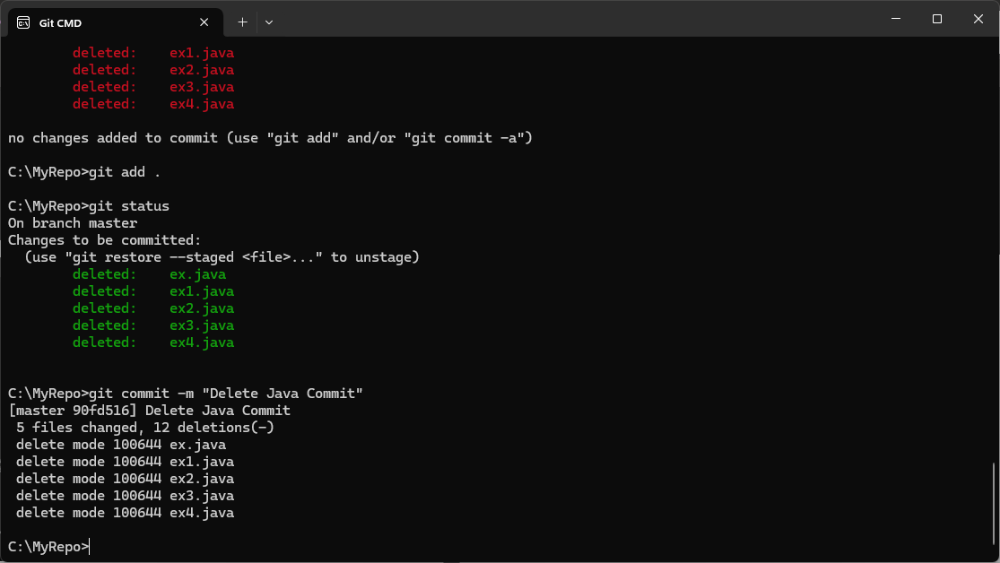 Git CMD
deleted:    ex1.java
deleted:    ex2.java
deleted:    ex3.java
deleted:    ex4.java
no changes added to commit (use "git add" and/or "git commit -a")
C:\MyRepo>git add .
C:\MyRepo>git status
On branch master
Changes to be committed:
(use "git restore --staged <file>..." to unstage)
deleted:    ex.java
deleted:    ex1.java
deleted:    ex2.java
deleted:    ex3.java
deleted:    ex4.java
C:\MyRepo>git commit -m "Delete Java Commit"
[master 90fd516] Delete Java Commit
5 files changed, 12 deletions(-)
delete mode 100644 ex.java
delete mode 100644 ex1.java
delete mode 100644 ex2.java
delete mode 100644 ex3.java
delete mode 100644 ex4.java
C:\MyRepo>